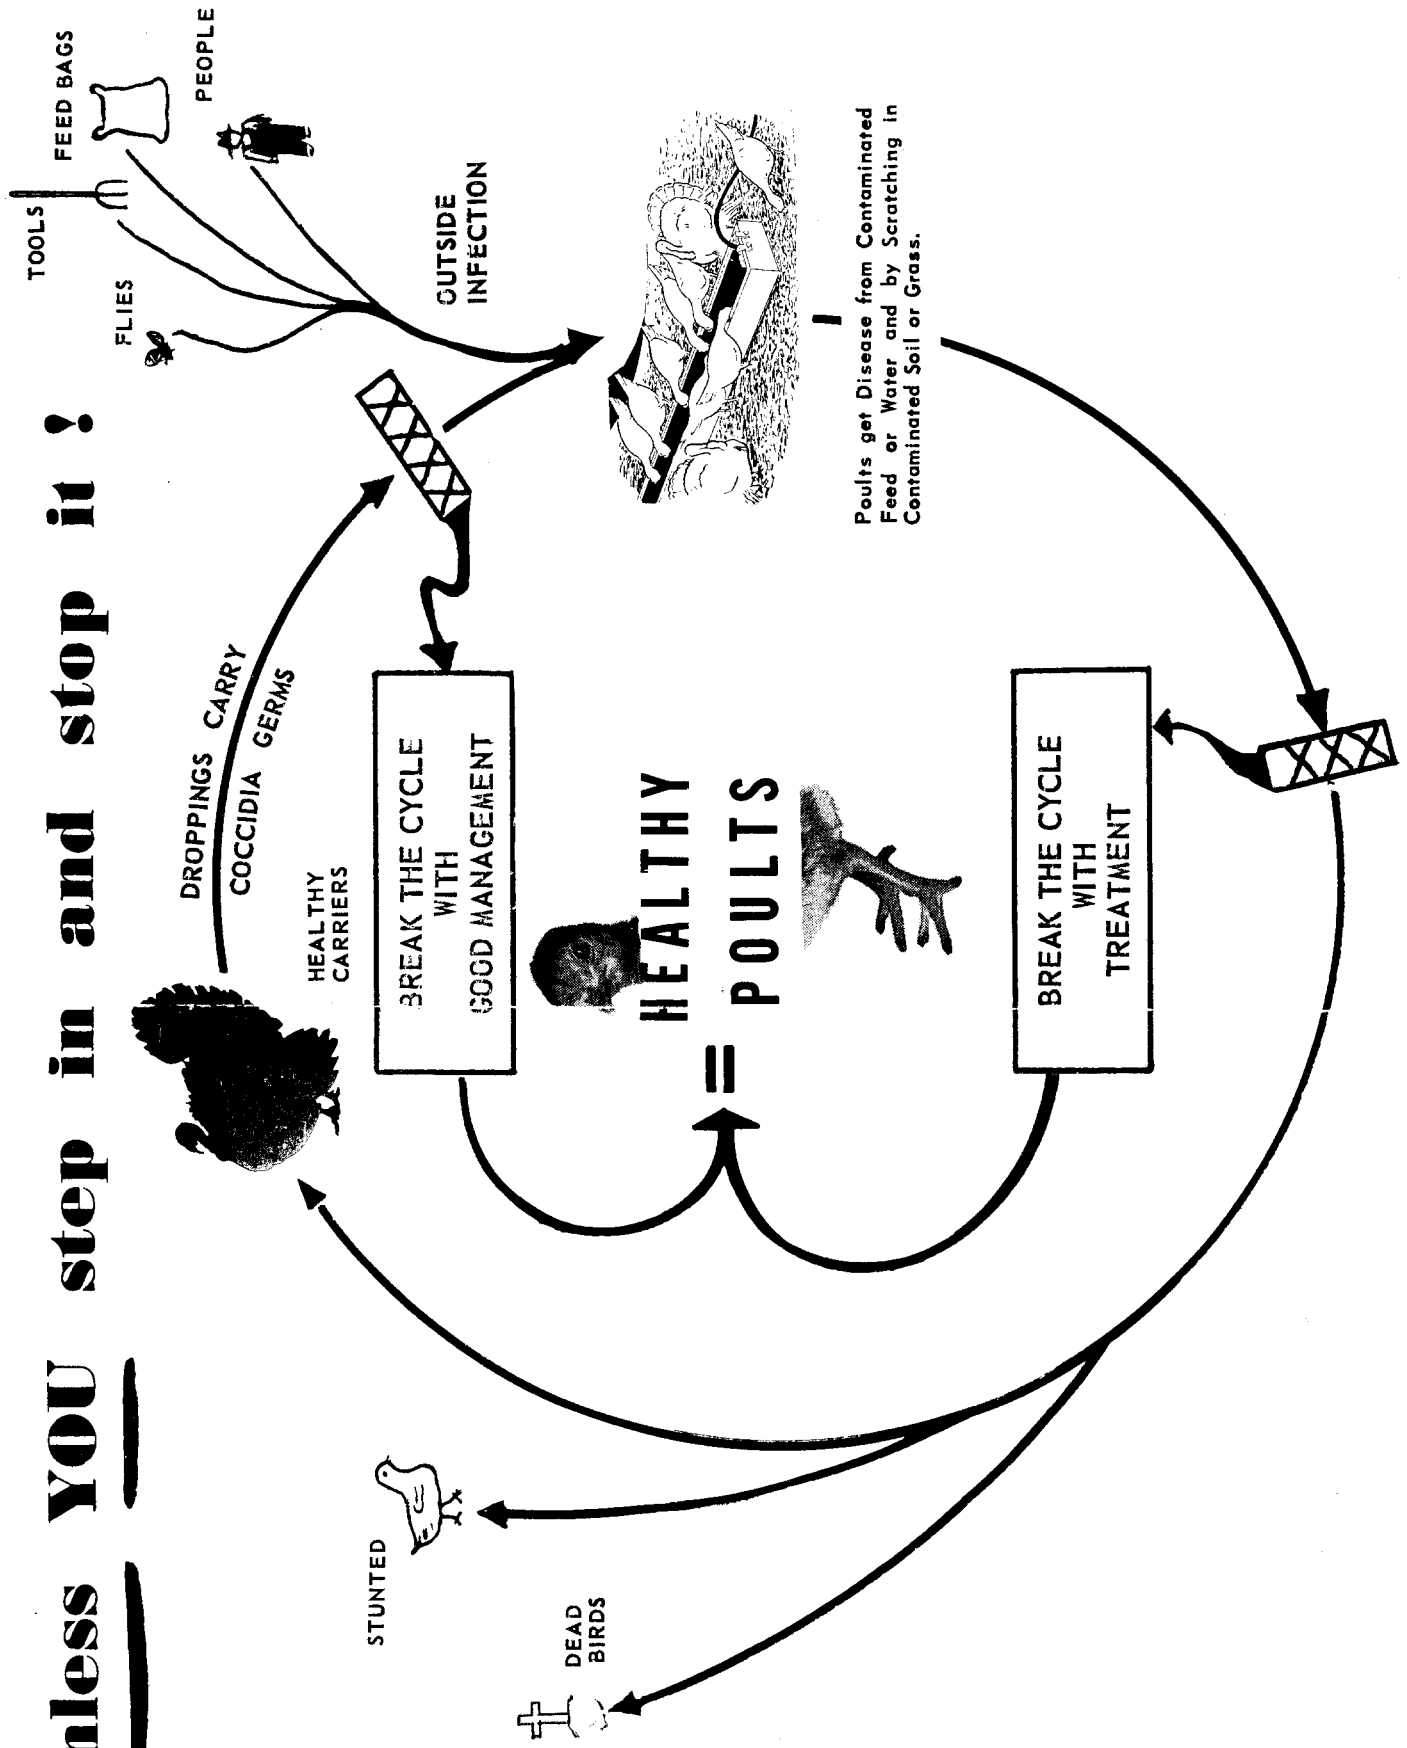 nless YOU step in and stop it!
DROPPINGS CARRY
COCCIDIA GERMS
HEALTHY
CARRIERS
FLIES
TOOLS
FEED BAGS
PEOPLE
OUTSIDE
INFECTION
Poults get Disease from Contaminated
Feed or Water and by Scratching in
Contaminated Soil or Grass.
BREAK THE CYCLE
WITH
GOOD MANAGEMENT
= HEALTHY
POULTS
BREAK THE CYCLE
WITH
TREATMENT
STUNTED
DEAD
BIRDS